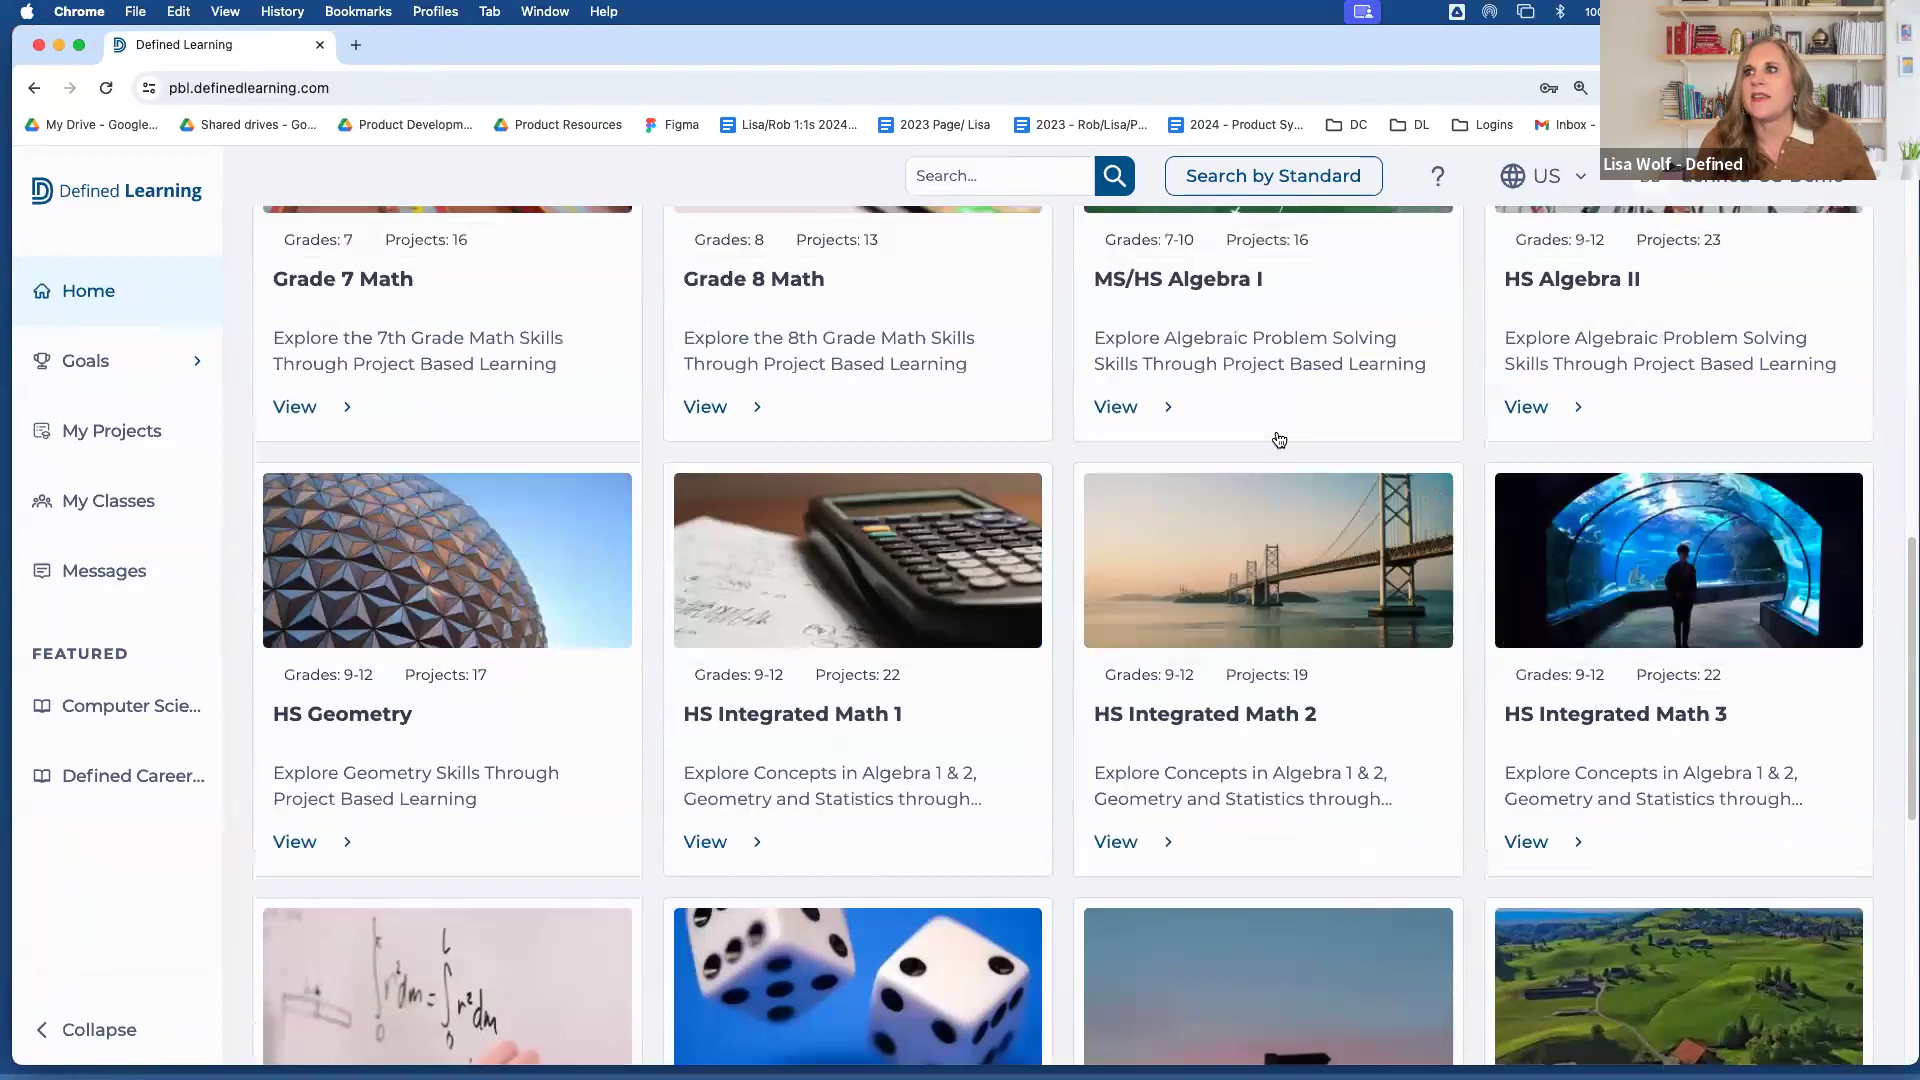 Chrome File Edit View History Bookmarks Profiles Tab Window Help
Defined Learning
pbl.definedlearning.com
My Drive - Google... Shared drives - Go... Product Developm... Product Resources Figma Lisa/Rob 1:1s 2024... 2023 Page/ Lisa 2023 - Rob/Lisa/P... 2024 - Product Sy... DC DL Logins Inbox -
Lisa Wolf - Defined
Defined Learning
Search...
Search by Standard
?
US
Home
Goals
My Projects
My Classes
Messages
FEATURED
Computer Scie...
Defined Career...
Collapse
Grades: 7 Projects: 16
Grade 7 Math
Explore the 7th Grade Math Skills
Through Project Based Learning
View
Grades: 8 Projects: 13
Grade 8 Math
Explore the 8th Grade Math Skills
Through Project Based Learning
View
Grades: 7-10 Projects: 16
MS/HS Algebra I
Explore Algebraic Problem Solving
Skills Through Project Based Learning
View
Grades: 9-12 Projects: 23
HS Algebra II
Explore Algebraic Problem Solving
Skills Through Project Based Learning
View
Grades: 9-12 Projects: 17
HS Geometry
Explore Geometry Skills Through
Project Based Learning
View
Grades: 9-12 Projects: 22
HS Integrated Math 1
Explore Concepts in Algebra 1 & 2,
Geometry and Statistics through...
View
Grades: 9-12 Projects: 19
HS Integrated Math 2
Explore Concepts in Algebra 1 & 2,
Geometry and Statistics through...
View
Grades: 9-12 Projects: 22
HS Integrated Math 3
Explore Concepts in Algebra 1 & 2,
Geometry and Statistics through...
View